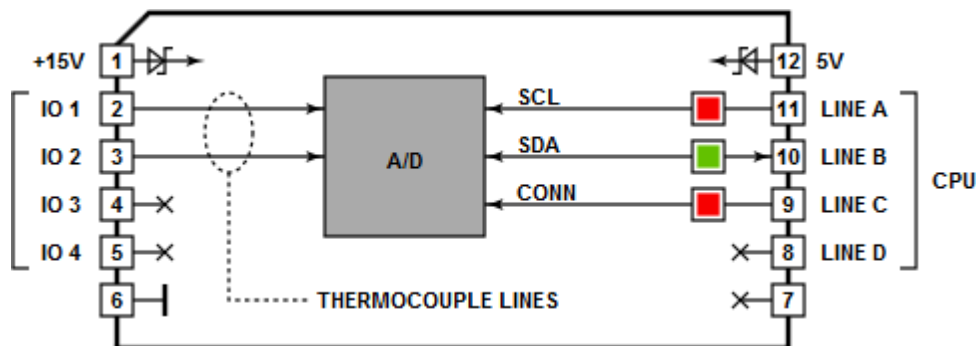 +15V 1 12 5V
IO 1 2 SCL 11 LINE A
IO 2 3 A/D SDA 10 LINE B CPU
IO 3 4 CONN 9 LINE C
IO 4 5 8 LINE D
6 THERMOCOUPLE LINES 7